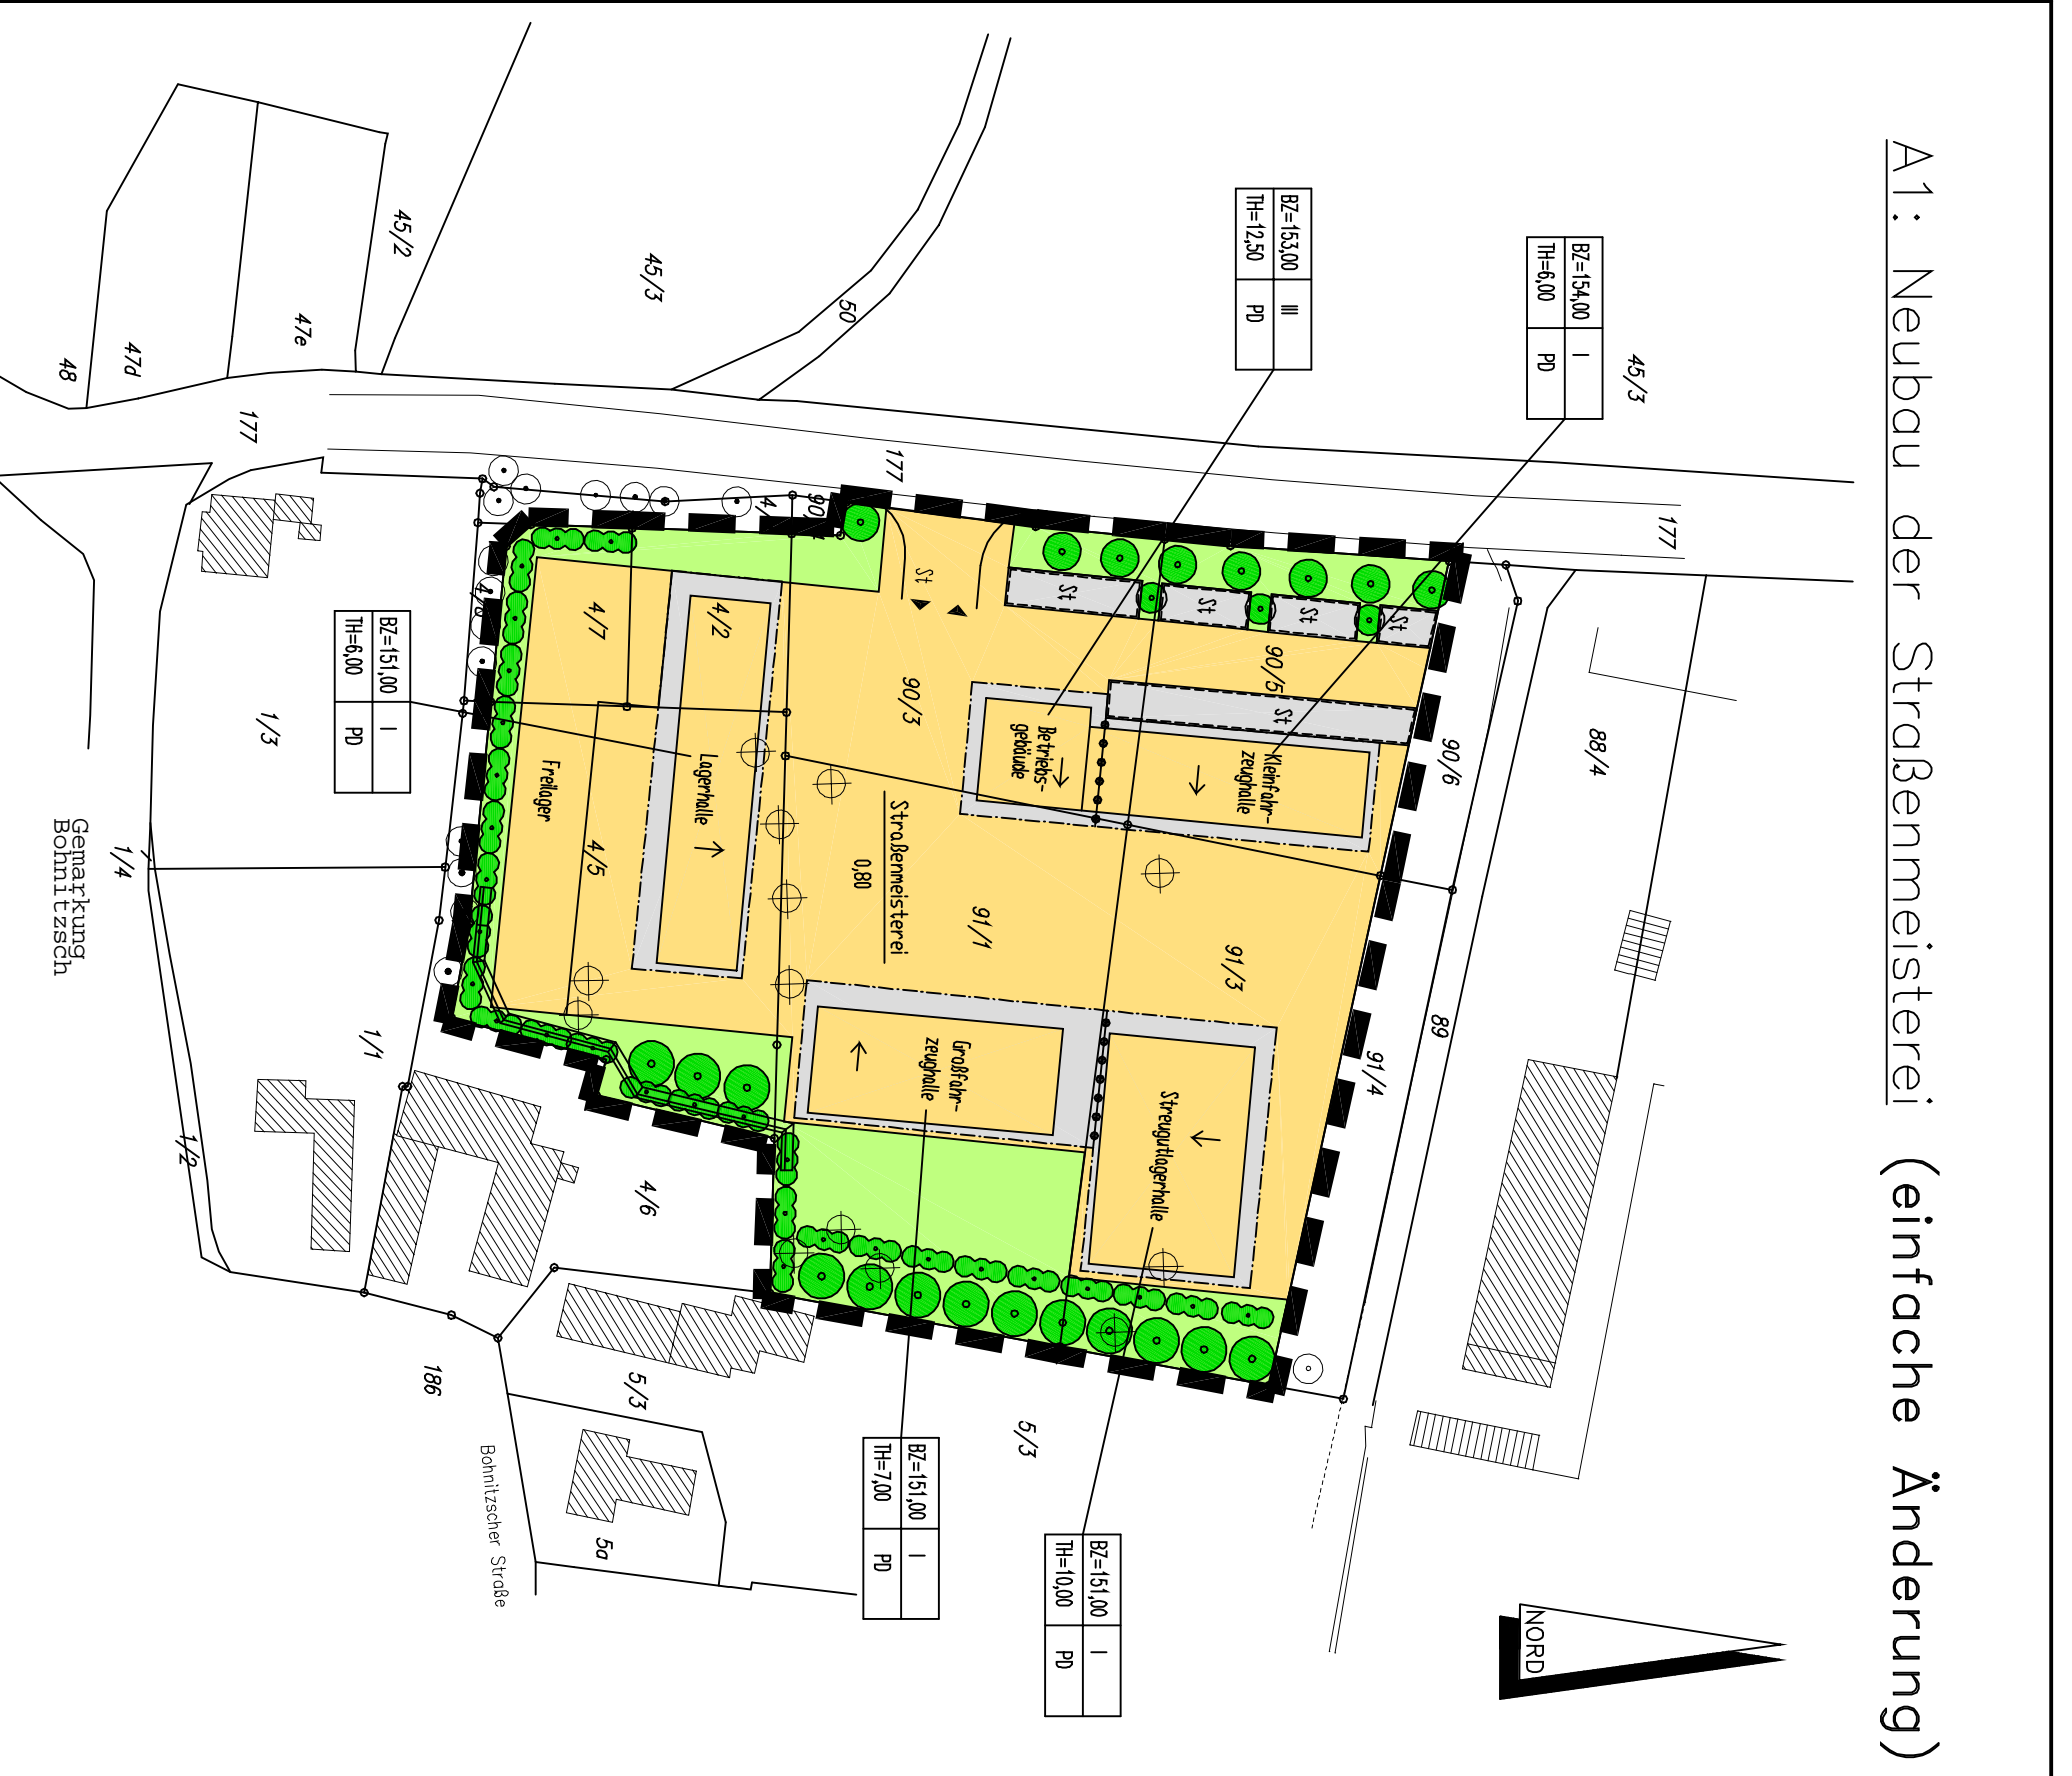 A1: Neubau der Straßenmeisterei (einfache Änderung)
NORD
45/3
BZ=154,00 I
TH=6,00 PD
BZ=153,00 III
TH=12,50 PD
177
88/4
90/6
89
91/4
45/3
50
45/2
47e
47d
48
177
177
St
St
St
St
St
St
90/5
90/3
Kleinfahr-
zeughalle
Betriebs-
gebäude
91/3
91/1
Straßenmeisterei
0,80
4/2
4/7
4/5
Lagerhalle
Freilager
BZ=151,00 I
TH=6,00 PD
Großfahr-
zeughalle
Streugutlagerhalle
1/3
1/4
1/1
1/2
4/6
186
5/3
5/3
5a
Gemarkung
Bohnitzsch
Bohnitzscher Straße
BZ=151,00 I
TH=7,00 PD
BZ=151,00 I
TH=10,00 PD